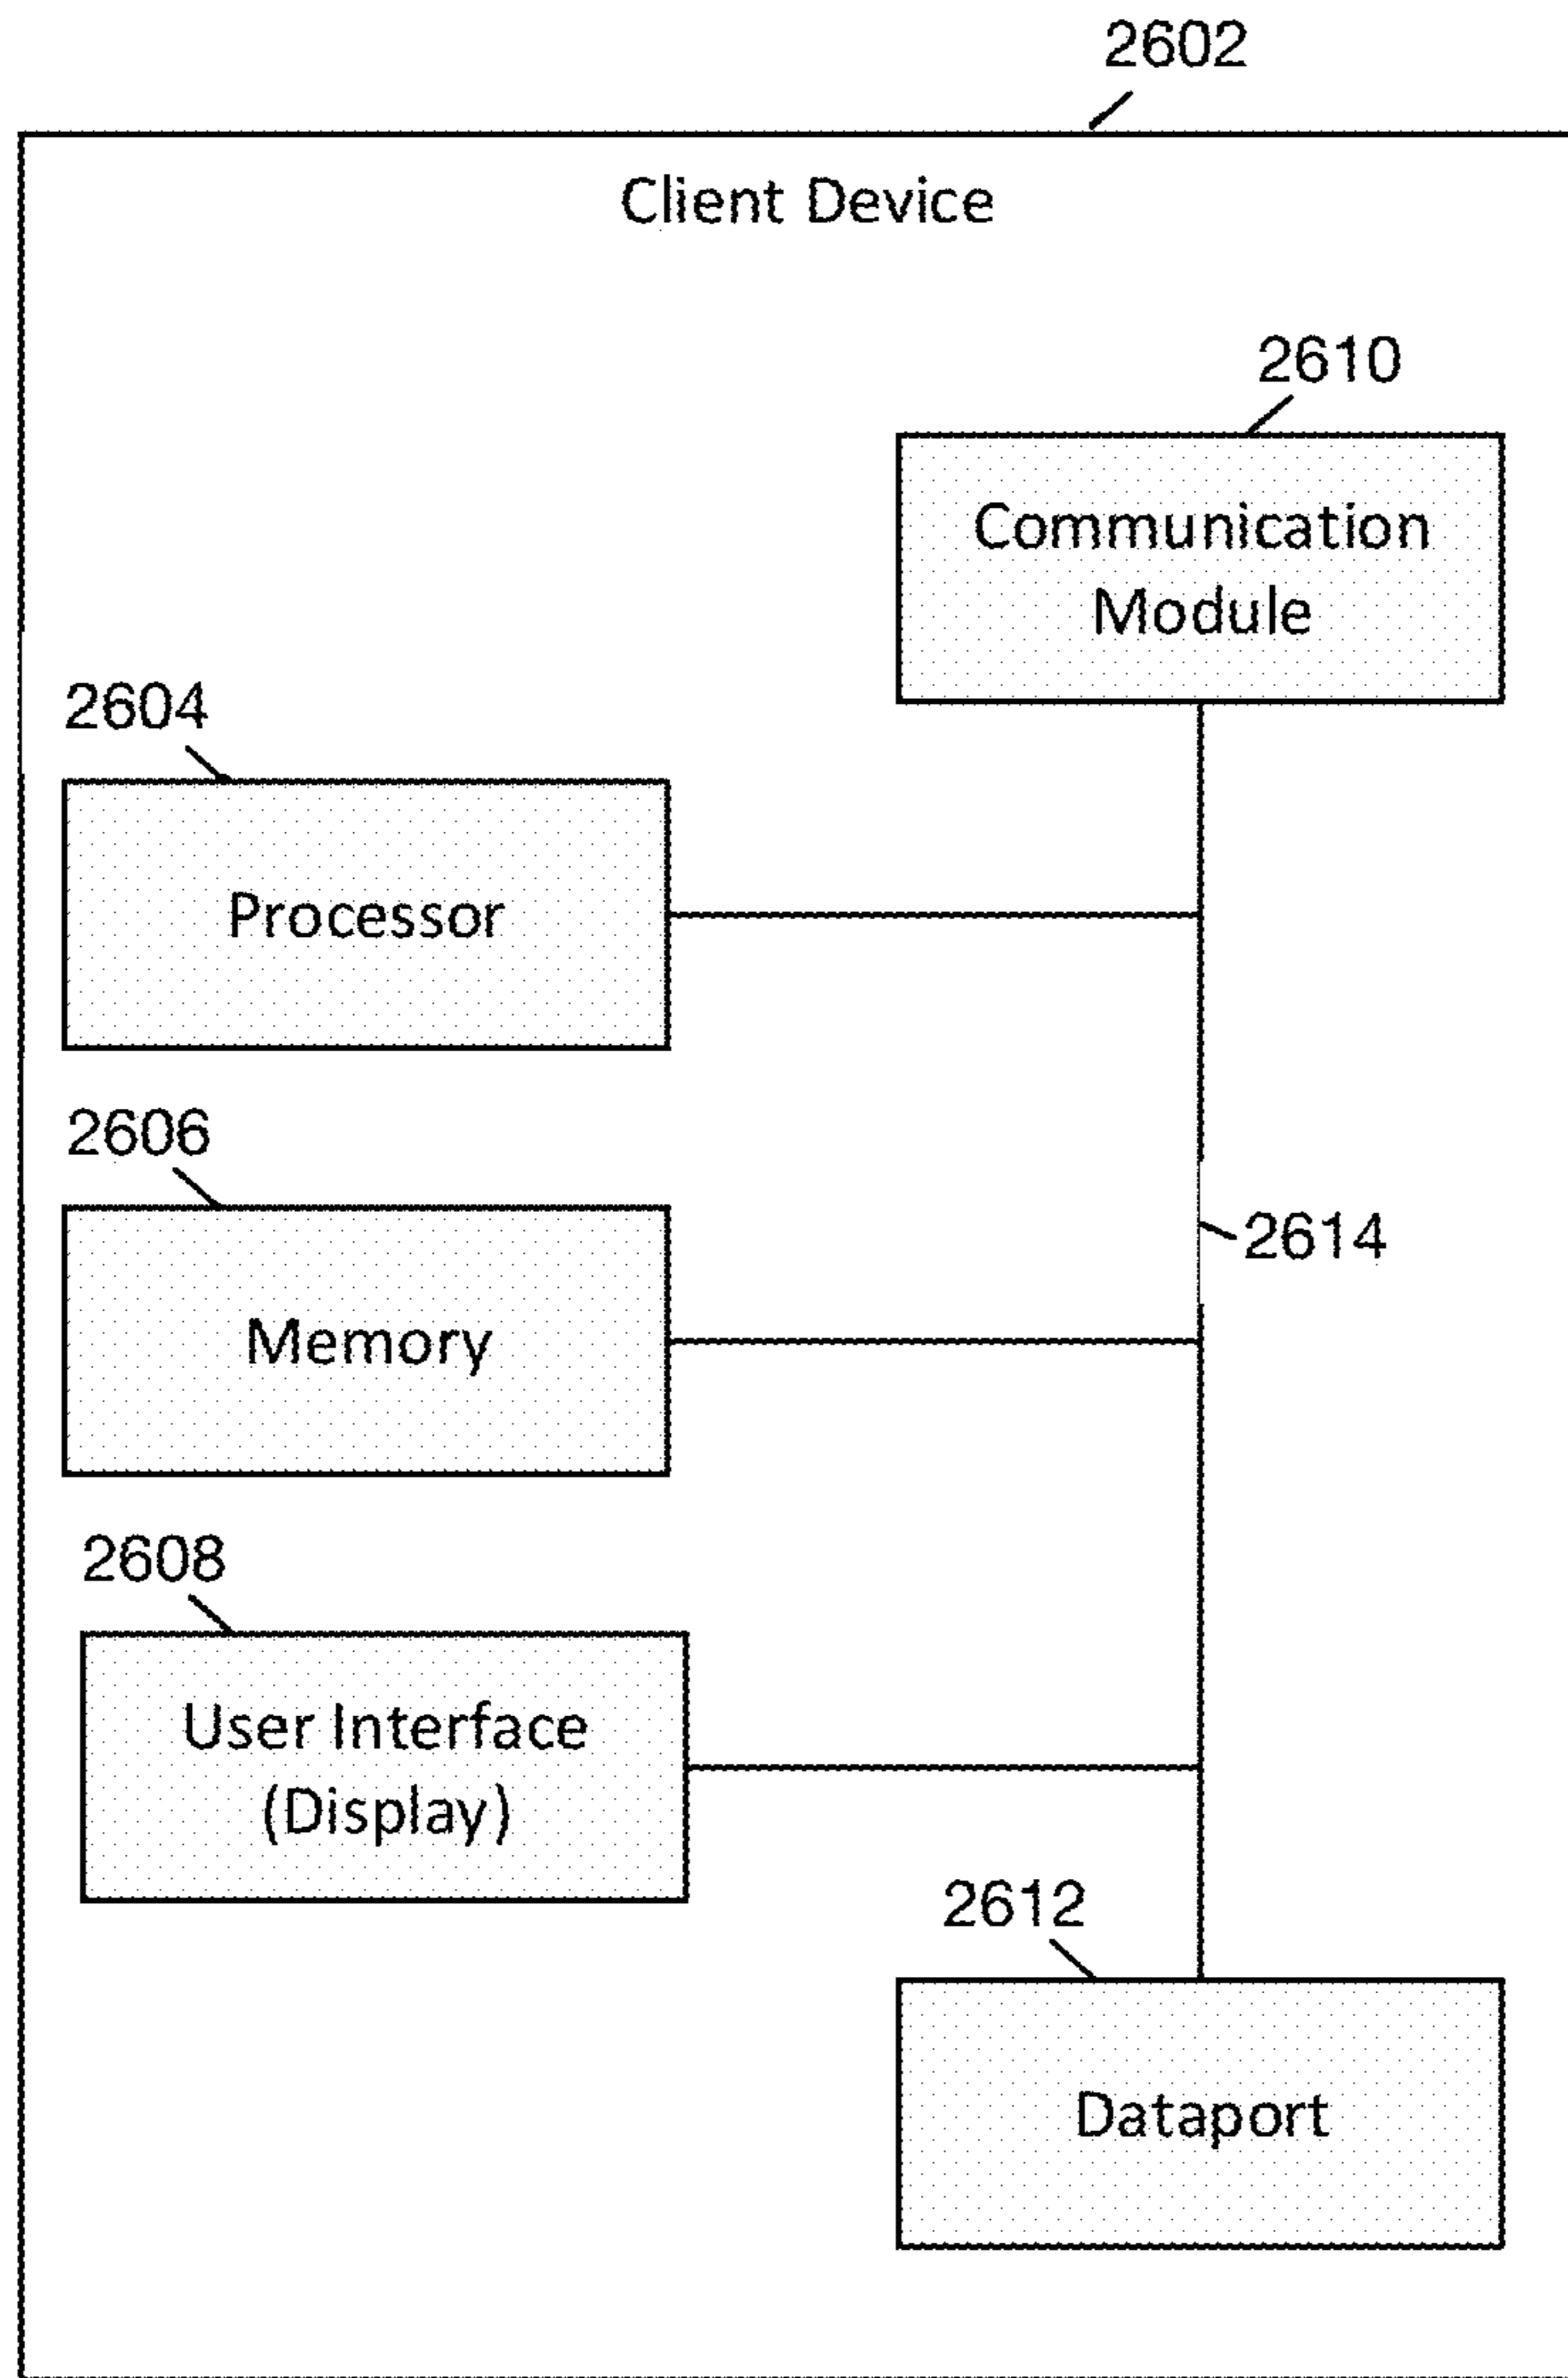 2602
Client Device
2610
Communication
Module
2604
Processor
2606
2614
Memory
2608
User Interface
(Display)
2612
Dataport